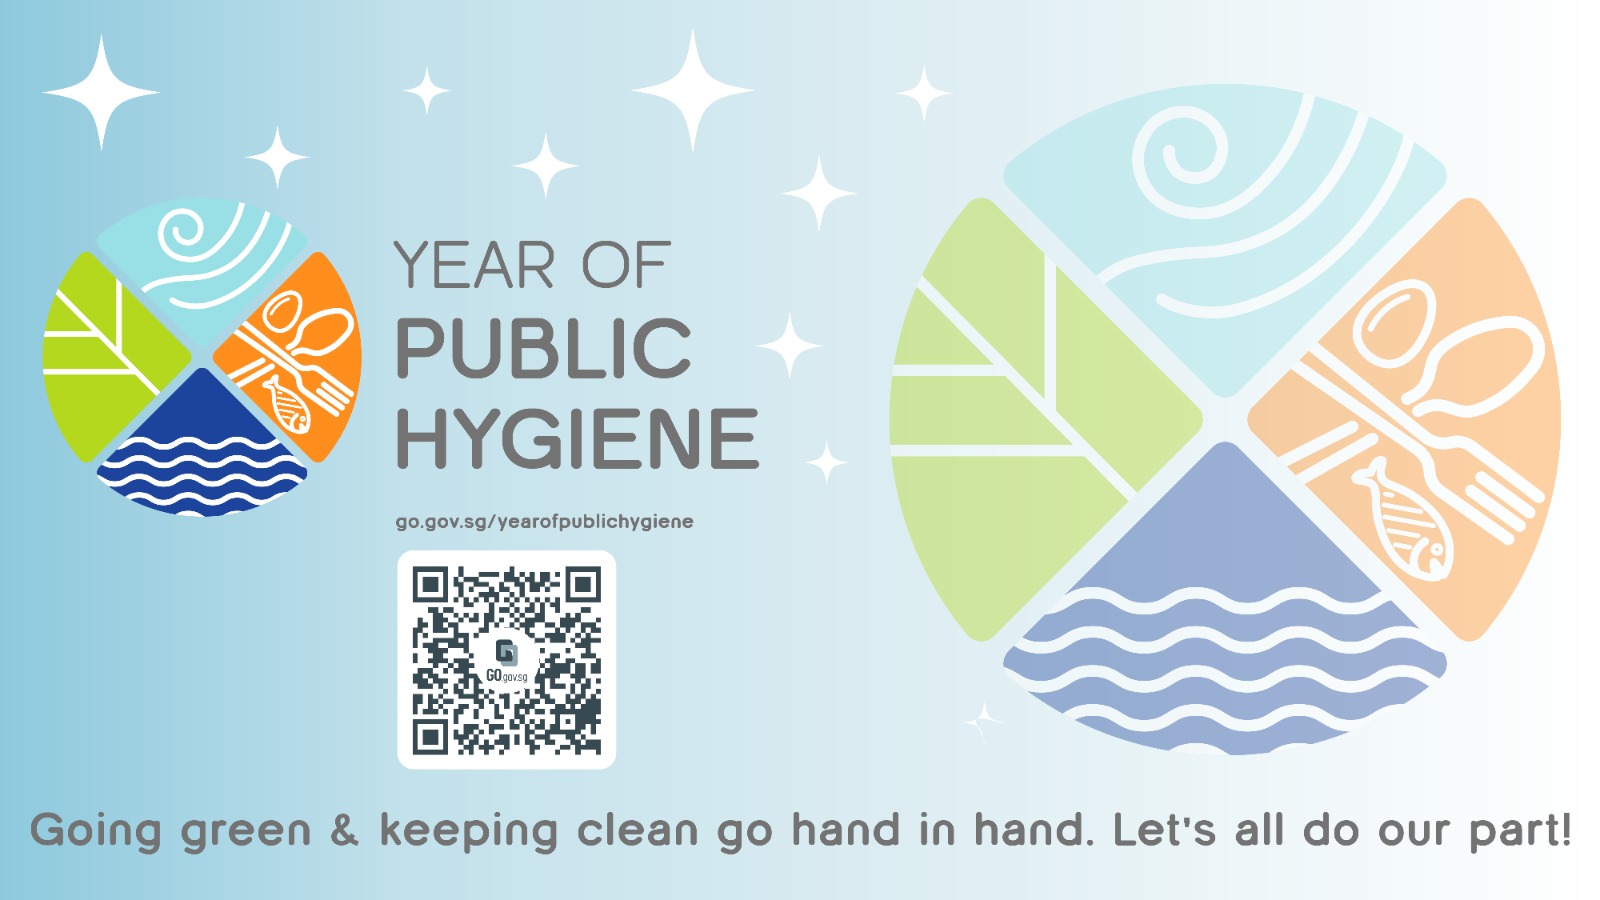 YEAR OF
PUBLIC
HYGIENE
go.gov.sg/yearofpublichygiene
GO.gov.sg
Going green & keeping clean go hand in hand. Let's all do our part!